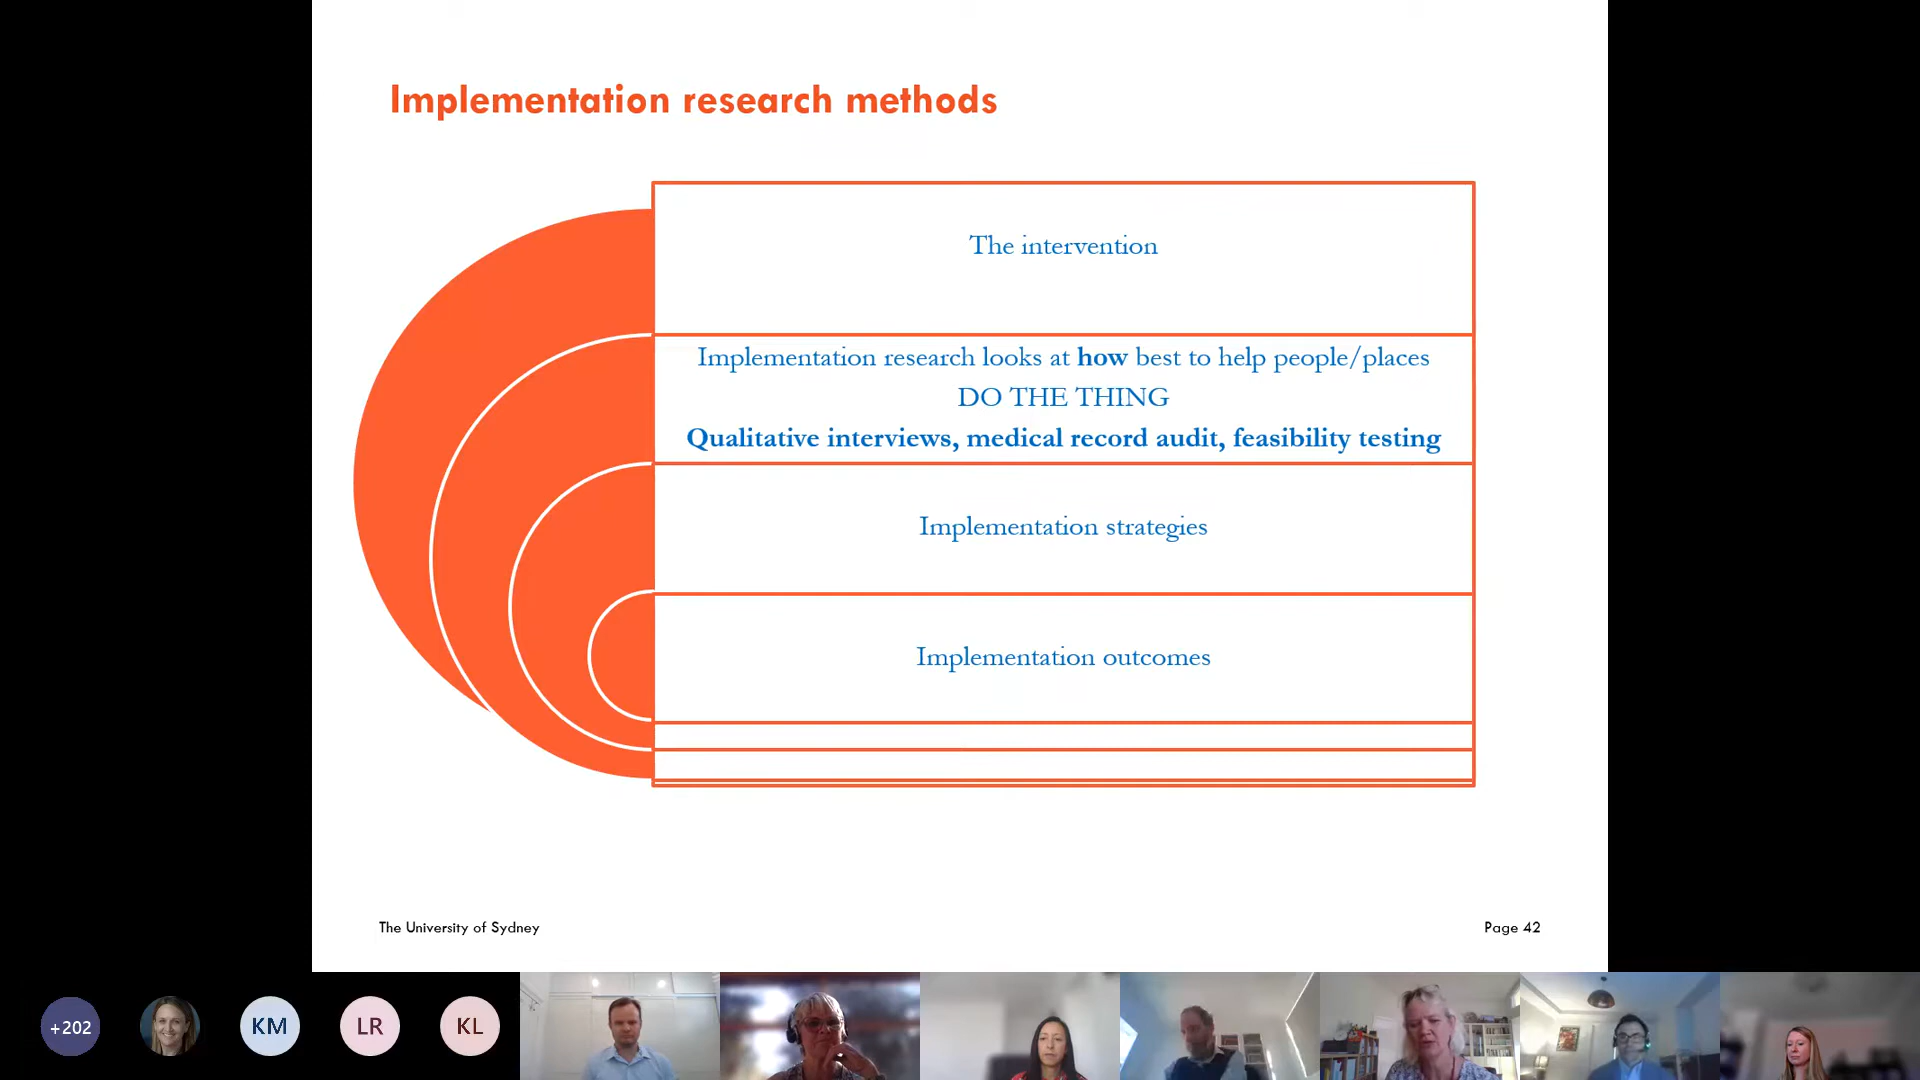 Implementation research methods
The intervention
Implementation research looks at how best to help people/places
DO THE THING
Qualitative interviews, medical record audit, feasibility testing
Implementation strategies
Implementation outcomes
The University of Sydney
Page 42
+202
KM
LR
KL